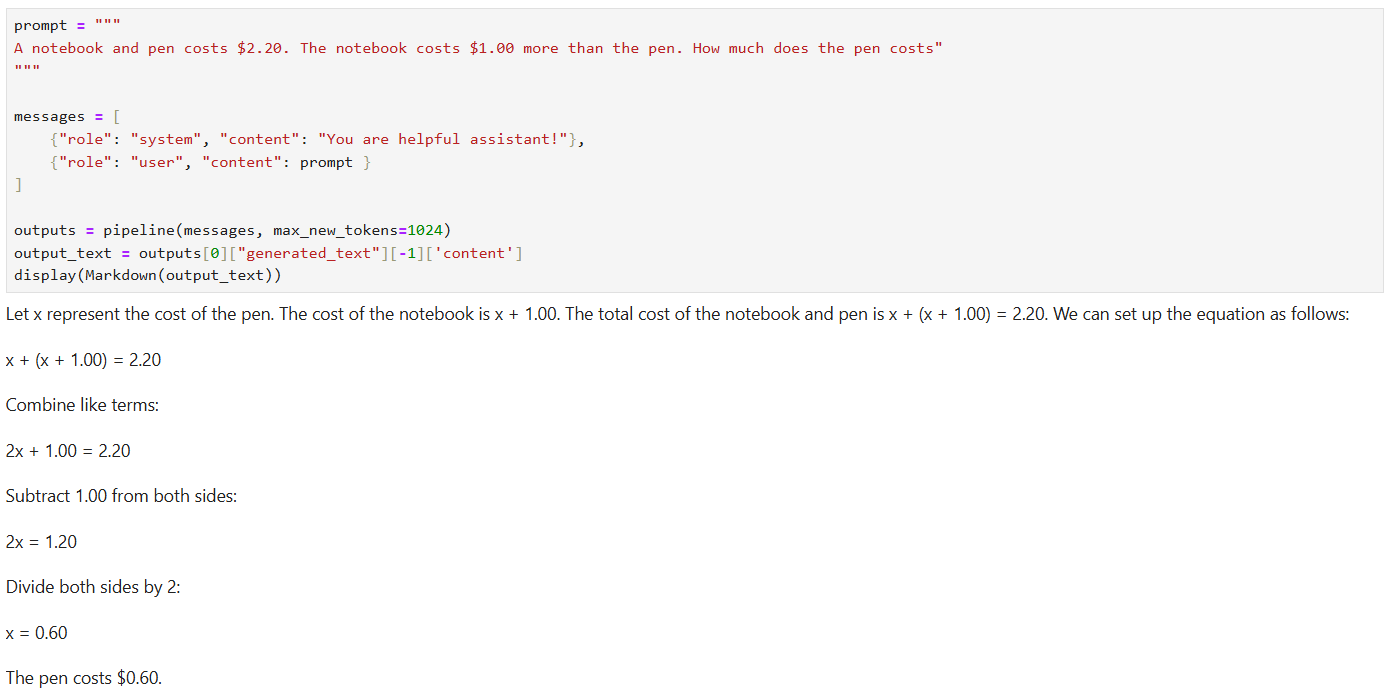 prompt = """
A notebook and pen costs $2.20. The notebook costs $1.00 more than the pen. How much does the pen costs"
"""
messages = [
    {"role": "system", "content": "You are helpful assistant!"},
    {"role": "user", "content": prompt }
]
outputs = pipeline(messages, max_new_tokens=1024)
output_text = outputs[0]["generated_text"][-1]['content']
display(Markdown(output_text))
Let x represent the cost of the pen. The cost of the notebook is x + 1.00. The total cost of the notebook and pen is x + (x + 1.00) = 2.20. We can set up the equation as follows:
x + (x + 1.00) = 2.20
Combine like terms:
2x + 1.00 = 2.20
Subtract 1.00 from both sides:
2x = 1.20
Divide both sides by 2:
x = 0.60
The pen costs $0.60.